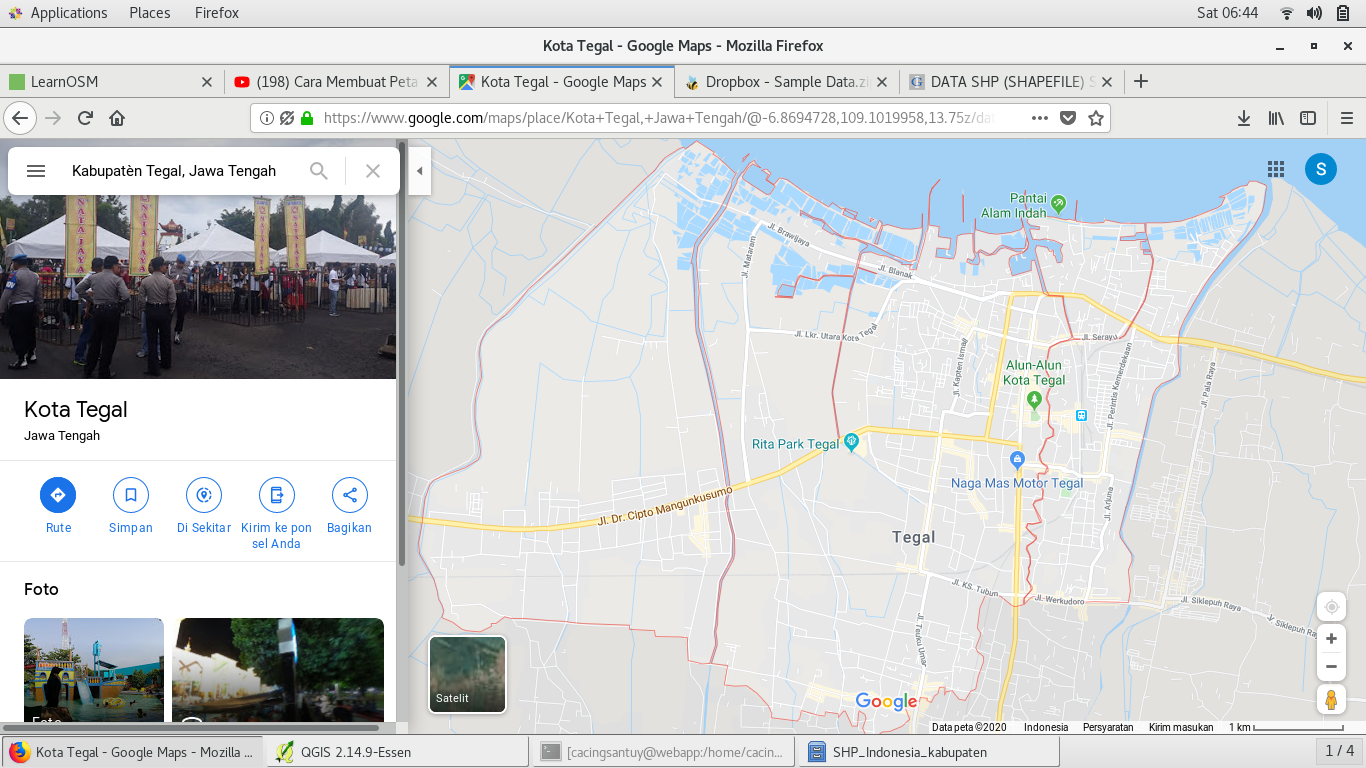 Applications Places Firefox Sat 06:44
Kota Tegal - Google Maps - Mozilla Firefox
LearnOSM (198) Cara Membuat Peta Kota Tegal - Google Maps Dropbox - Sample Data.zi DATA SHP (SHAPEFILE) S
https://www.google.com/maps/place/Kota+Tegal,+Jawa+Tengah/@-6.8694728,109.1019958,13.75z/dat
Kabupatèn Tegal, Jawa Tengah
S
Kota Tegal
Jawa Tengah
Rute
Simpan
Di Sekitar
Kirim ke pon
sel Anda
Bagikan
Foto
Foto
Pantai
Alam Indah
Jl. Brawijaya
Jl. Mataram
Jl. Blanak
Jl. Lkr. Utara Kota Tegal
Jl. Serayu
Jl. Kapten Ismail
Alun-Alun
Kota Tegal
Jl. Perintis Kemerdekaan
Jl. Pala Raya
Rita Park Tegal
Naga Mas Motor Tegal
Jl. Arjuna
Jl. Dr. Cipto Mangunkusumo
Tegal
Jl. KS. Tubun
Jl. Werkudoro
Jl. Siklepuh Raya
Jl. Siklepuh Raya
Jl. Teuku Umar
Satelit
Google
Data peta ©2020 Indonesia Persyaratan Kirim masukan 1 km
Kota Tegal - Google Maps - Mozilla ... QGIS 2.14.9-Essen [cacingsantuy@webapp:/home/cacin... SHP_Indonesia_kabupaten 1 / 4